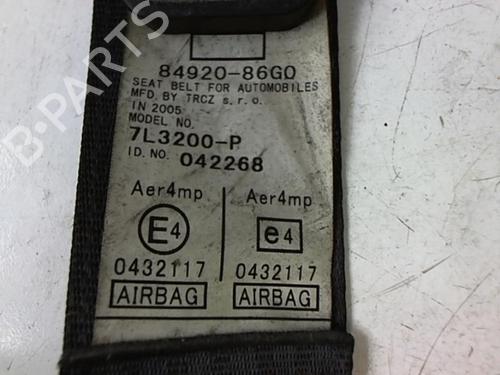 84920-86G0
SEAT BELT FOR AUTOMOBILES
MFD. BY TRCZ s.r.o.
IN 2005
MODEL NO.
7L3200-P
ID.NO. 042268
Aer4mp Aer4mp
E4 e4
0432117 0432117
AIRBAG AIRBAG
B-PARTS